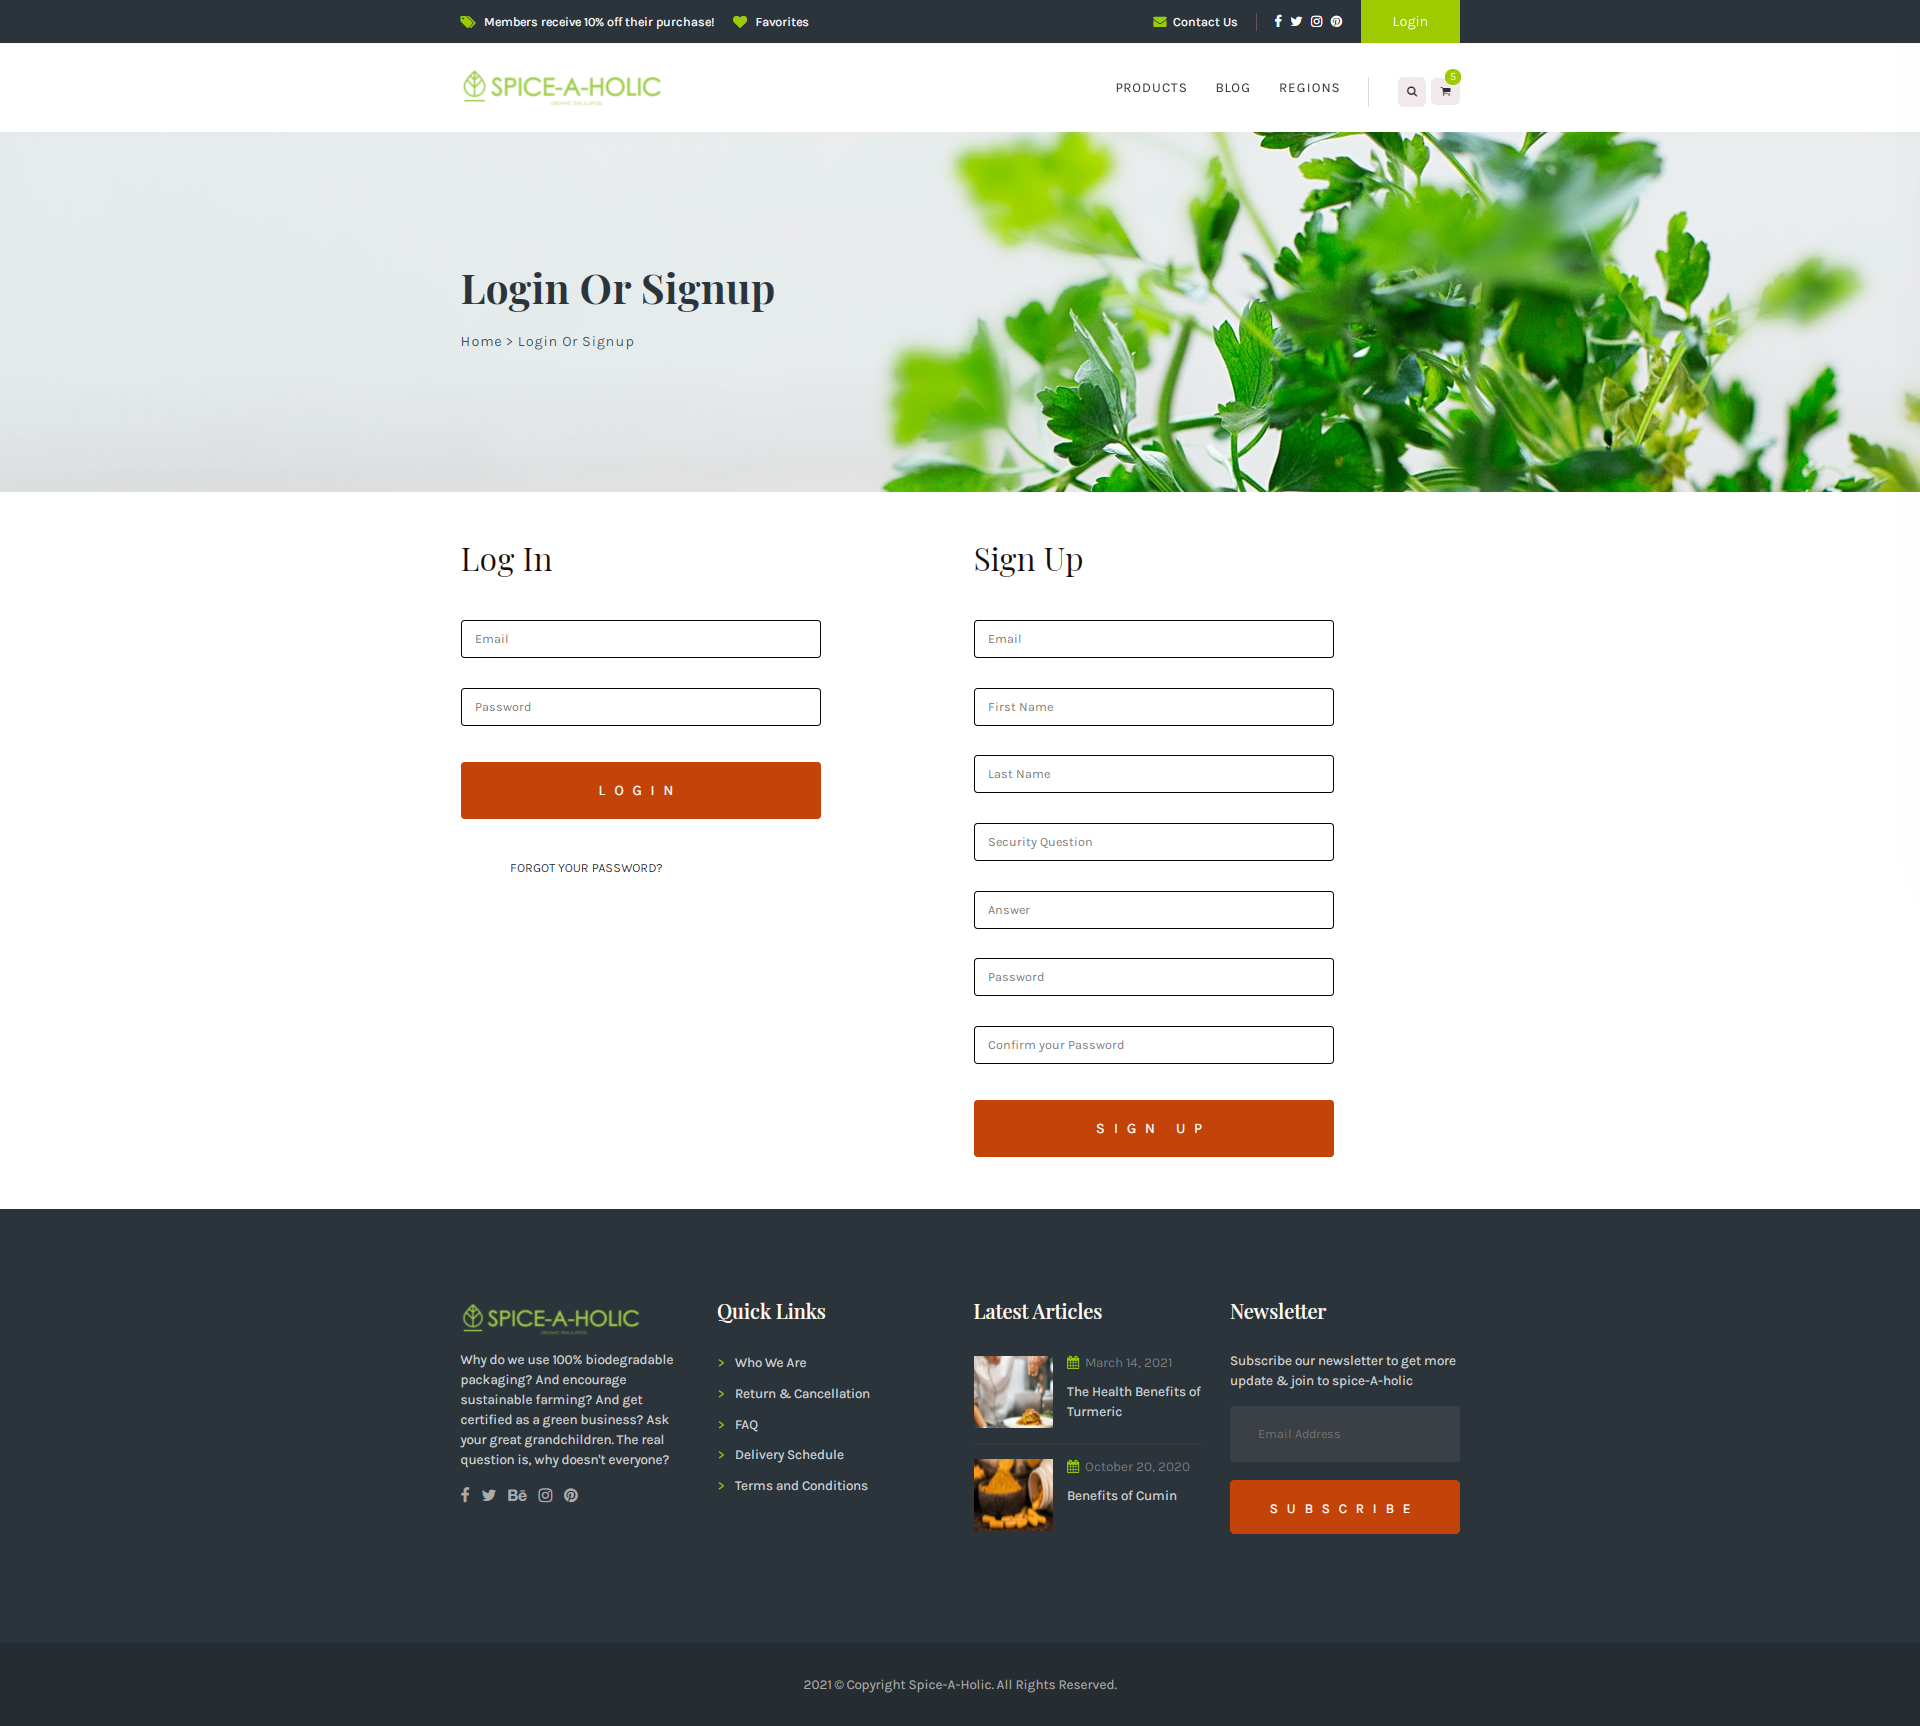 Members receive 10% off their purchase! Favorites Contact Us Login
SPICE-A-HOLIC
PRODUCTS BLOG REGIONS 5
Login Or Signup
Home > Login Or Signup
Log In
Email
Password
LOGIN
FORGOT YOUR PASSWORD?
Sign Up
Email
First Name
Last Name
Security Question
Answer
Password
Confirm your Password
SIGN UP
SPICE-A-HOLIC
Why do we use 100% biodegradable
packaging? And encourage
sustainable farming? And get
certified as a green business? Ask
your great grandchildren. The real
question is, why doesn't everyone?
Bē
Quick Links
> Who We Are
> Return & Cancellation
> FAQ
> Delivery Schedule
> Terms and Conditions
Latest Articles
March 14, 2021
The Health Benefits of
Turmeric
October 20, 2020
Benefits of Cumin
Newsletter
Subscribe our newsletter to get more
update & join to spice-A-holic
Email Address
SUBSCRIBE
2021 © Copyright Spice-A-Holic. All Rights Reserved.